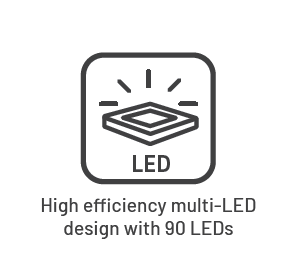 LED
High efficiency multi-LED
design with 90 LEDs